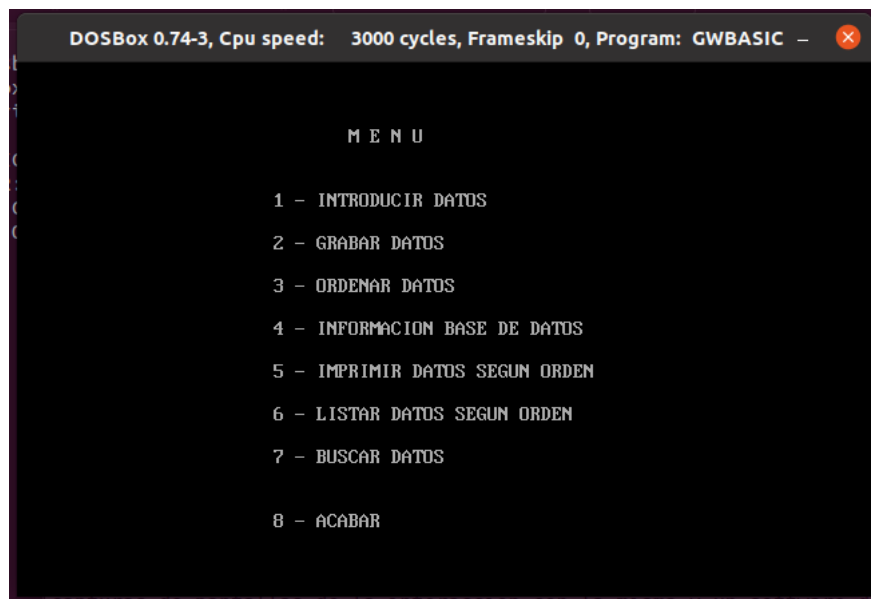 DOSBox 0.74-3, Cpu speed: 3000 cycles, Frameskip 0, Program: GWBASIC
M E N U
1 - INTRODUCIR DATOS
2 - GRABAR DATOS
3 - ORDENAR DATOS
4 - INFORMACION BASE DE DATOS
5 - IMPRIMIR DATOS SEGUN ORDEN
6 - LISTAR DATOS SEGUN ORDEN
7 - BUSCAR DATOS
8 - ACABAR